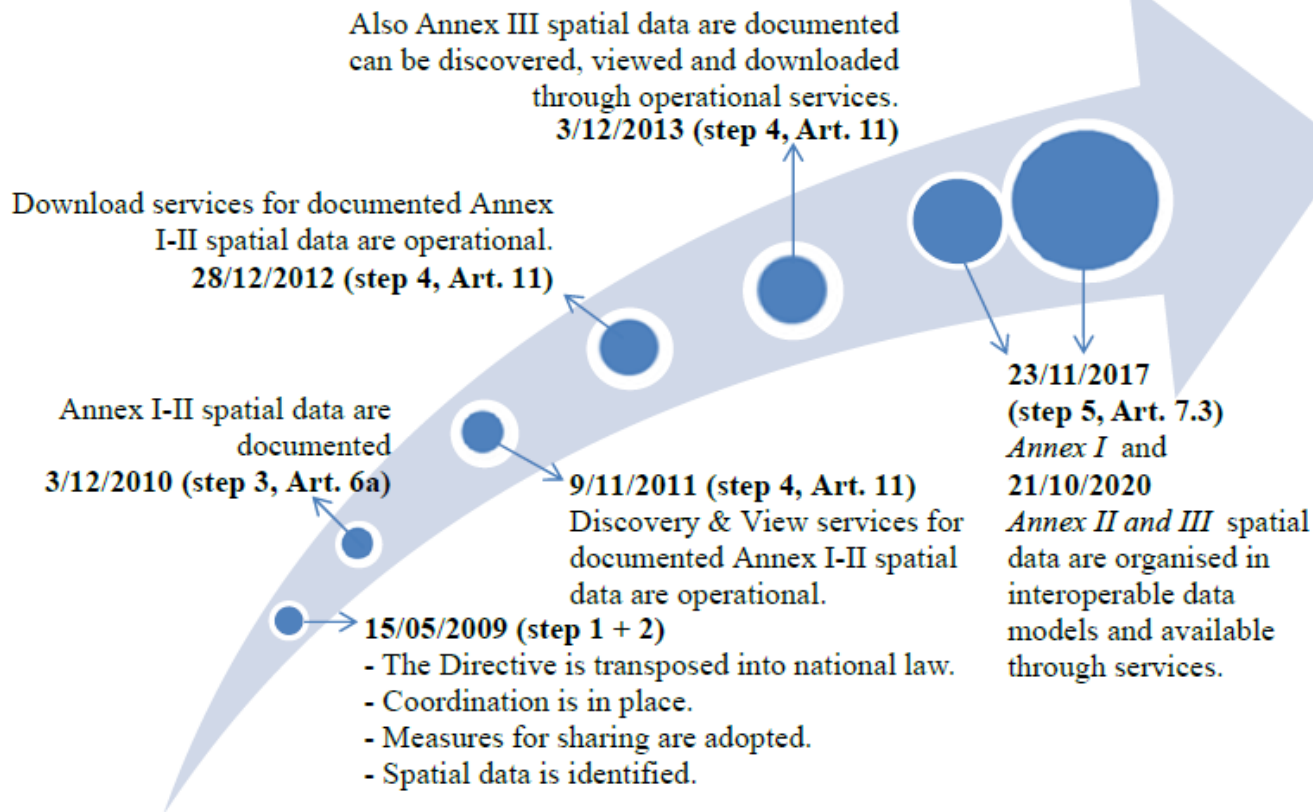 Also Annex III spatial data are documented
can be discovered, viewed and downloaded
through operational services.
3/12/2013 (step 4, Art. 11)
Download services for documented Annex
I-II spatial data are operational.
28/12/2012 (step 4, Art. 11)
Annex I-II spatial data are
documented
3/12/2010 (step 3, Art. 6a)
9/11/2011 (step 4, Art. 11)
Discovery & View services for
documented Annex I-II spatial
data are operational.
15/05/2009 (step 1 + 2)
- The Directive is transposed into national law.
- Coordination is in place.
- Measures for sharing are adopted.
- Spatial data is identified.
23/11/2017
(step 5, Art. 7.3)
Annex I and
21/10/2020
Annex II and III spatial
data are organised in
interoperable data
models and available
through services.